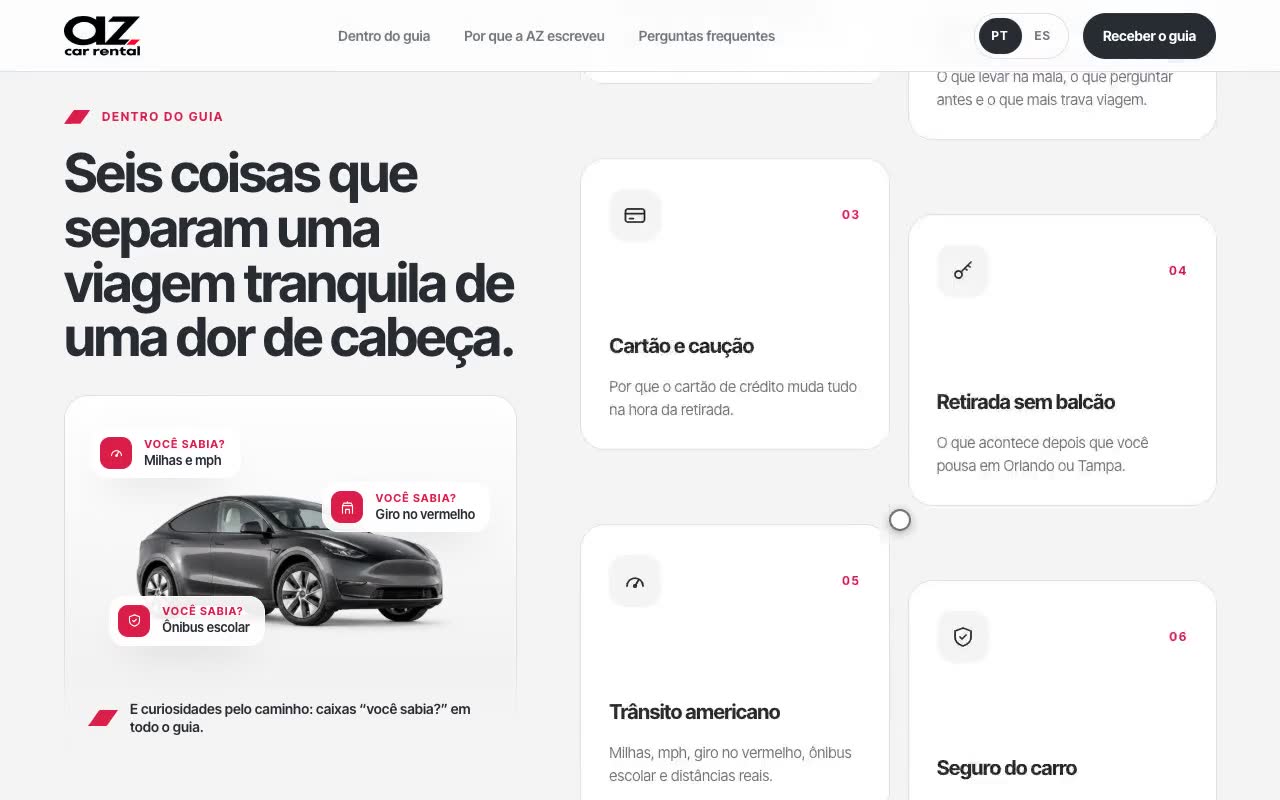 az
car rental
Dentro do guia
Por que a AZ escreveu
Perguntas frequentes
PT
ES
Receber o guia
DENTRO DO GUIA
Seis coisas que
separam uma
viagem tranquila de
uma dor de cabeça.
VOCÊ SABIA?
Milhas e mph
VOCÊ SABIA?
Giro no vermelho
VOCÊ SABIA?
Ônibus escolar
E curiosidades pelo caminho: caixas “você sabia?” em
todo o guia.
O que levar na mala, o que perguntar
antes e o que mais trava viagem.
03
Cartão e caução
Por que o cartão de crédito muda tudo
na hora da retirada.
04
Retirada sem balcão
O que acontece depois que você
pousa em Orlando ou Tampa.
05
Trânsito americano
Milhas, mph, giro no vermelho, ônibus
escolar e distâncias reais.
06
Seguro do carro